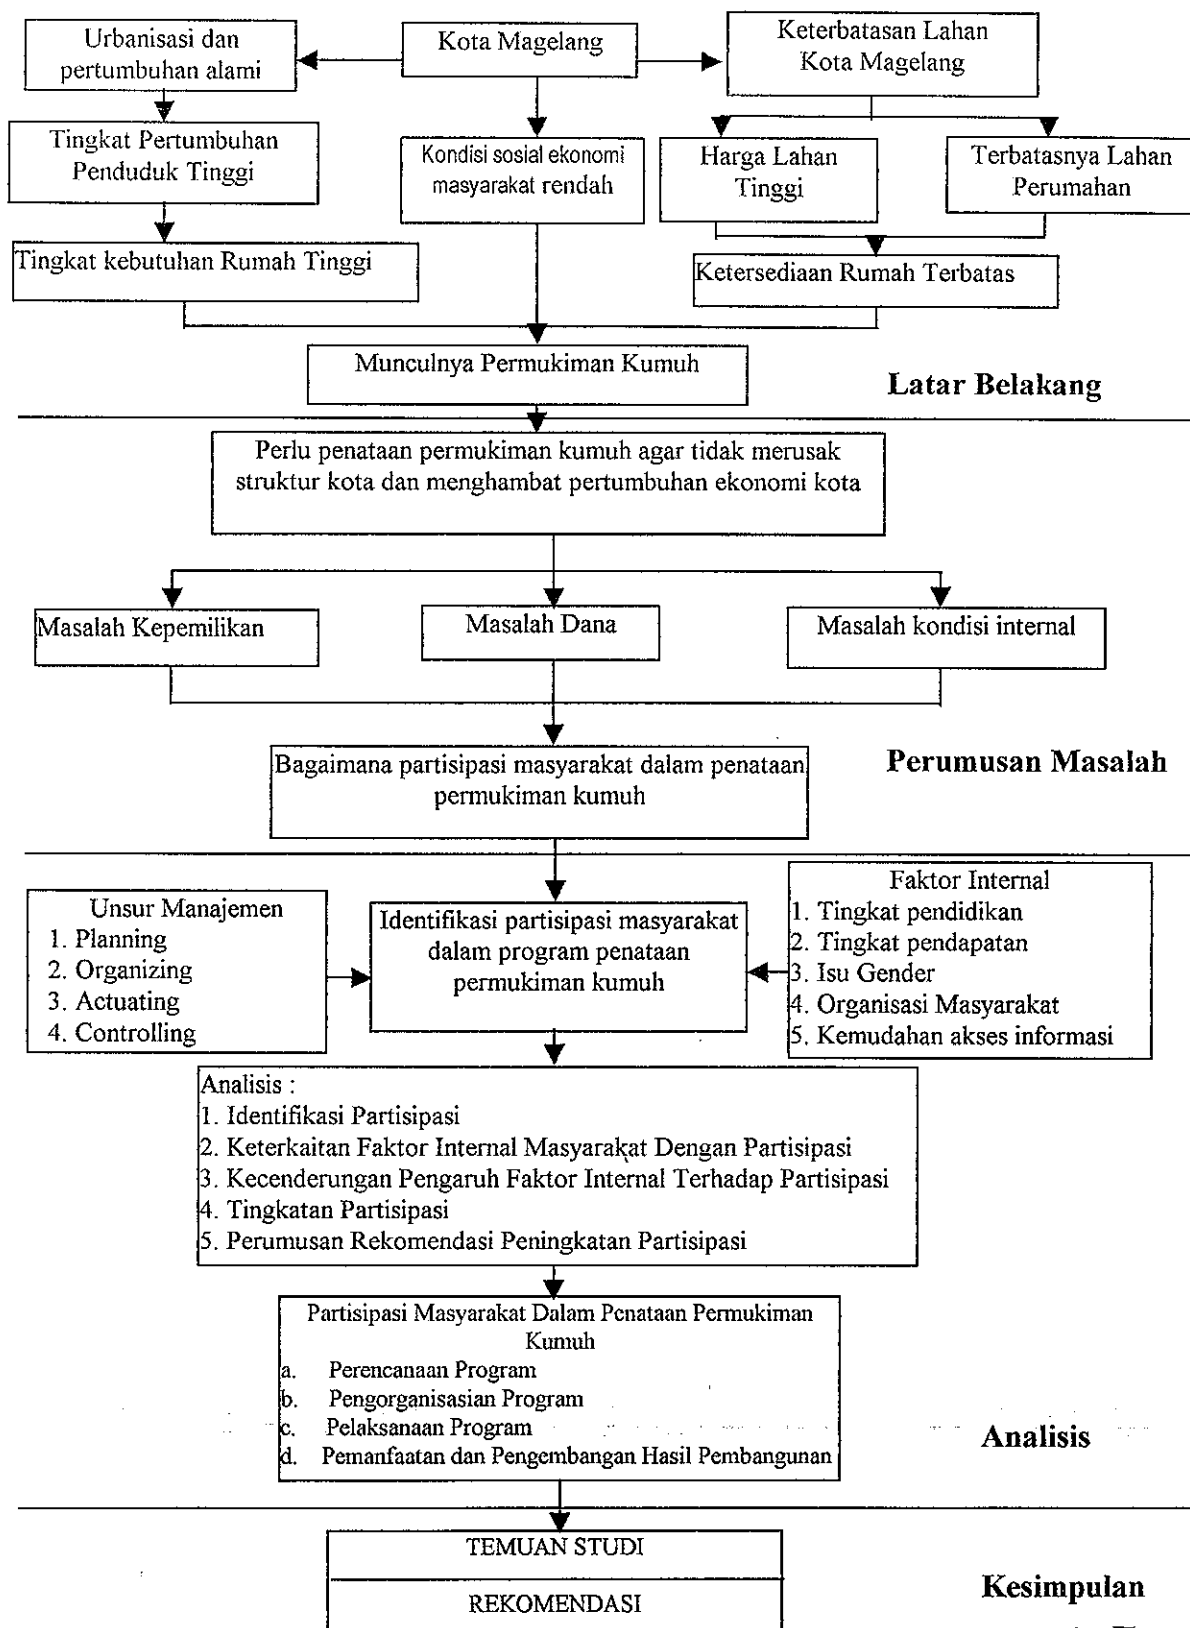 Urbanisasi dan
pertumbuhan alami
Kota Magelang
Keterbatasan Lahan
Kota Magelang
Tingkat Pertumbuhan
Penduduk Tinggi
Kondisi sosial ekonomi
masyarakat rendah
Harga Lahan
Tinggi
Terbatasnya Lahan
Perumahan
Tingkat kebutuhan Rumah Tinggi
Ketersediaan Rumah Terbatas
Munculnya Permukiman Kumuh
Latar Belakang
Perlu penataan permukiman kumuh agar tidak merusak
struktur kota dan menghambat pertumbuhan ekonomi kota
Masalah Kepemilikan
Masalah Dana
Masalah kondisi internal
Bagaimana partisipasi masyarakat dalam penataan
permukiman kumuh
Perumusan Masalah
Unsur Manajemen
1. Planning
2. Organizing
3. Actuating
4. Controlling
Identifikasi partisipasi masyarakat
dalam program penataan
permukiman kumuh
Faktor Internal
1. Tingkat pendidikan
2. Tingkat pendapatan
3. Isu Gender
4. Organisasi Masyarakat
5. Kemudahan akses informasi
Analisis :
1. Identifikasi Partisipasi
2. Keterkaitan Faktor Internal Masyarakat Dengan Partisipasi
3. Kecenderungan Pengaruh Faktor Internal Terhadap Partisipasi
4. Tingkatan Partisipasi
5. Perumusan Rekomendasi Peningkatan Partisipasi
Partisipasi Masyarakat Dalam Penataan Permukiman
Kumuh
a. Perencanaan Program
b. Pengorganisasian Program
c. Pelaksanaan Program
d. Pemanfaatan dan Pengembangan Hasil Pembangunan
Analisis
TEMUAN STUDI
REKOMENDASI
Kesimpulan